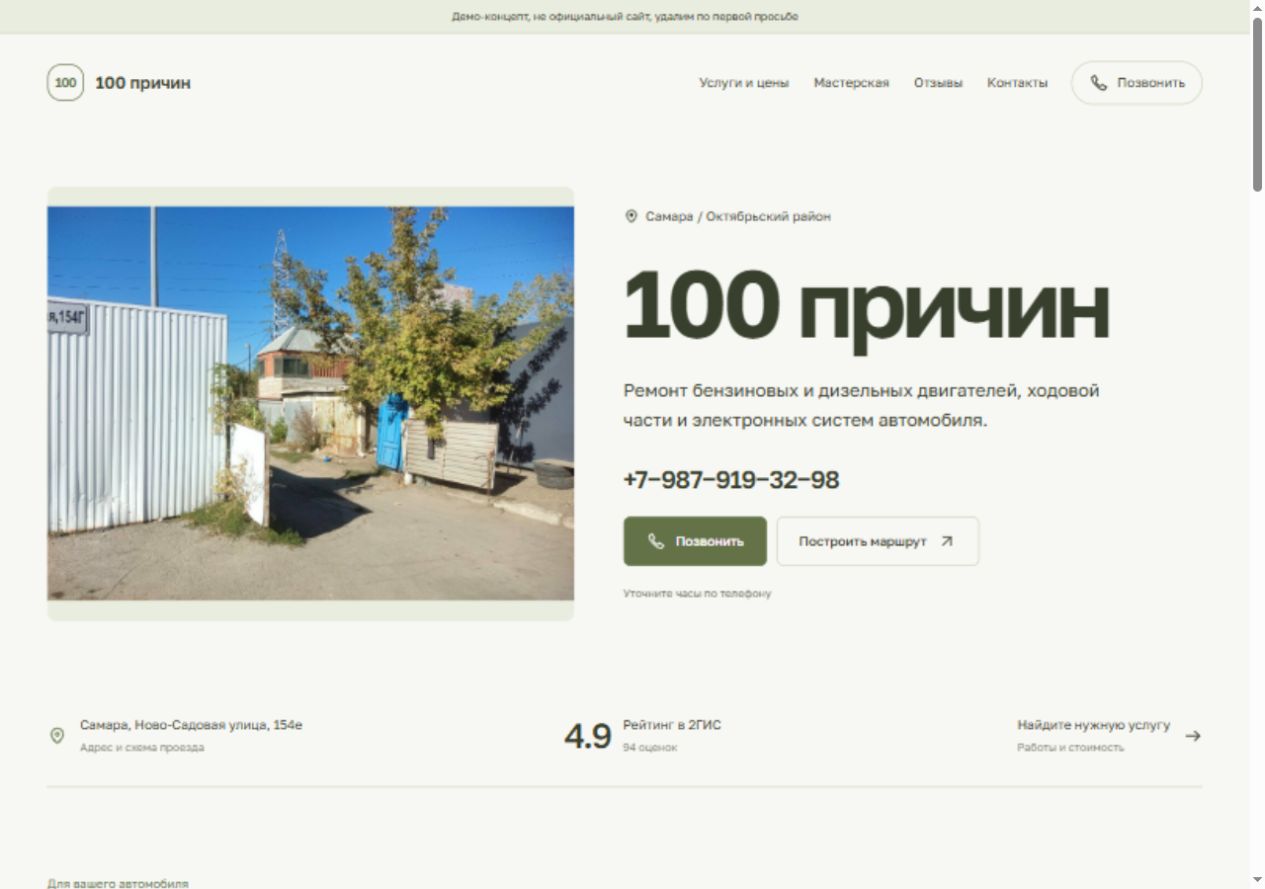 Демо-концепт, не официальный сайт, удалим по первой просьбе
100
100 причин
Услуги и цены
Мастерская
Отзывы
Контакты
Позвонить
я,154Г
Самара / Октябрьский район
100 причин
Ремонт бензиновых и дизельных двигателей, ходовой
части и электронных систем автомобиля.
+7–987–919–32–98
Позвонить
Построить маршрут
Уточните часы по телефону
Самара, Ново-Садовая улица, 154е
Адрес и схема проезда
4.9
Рейтинг в 2ГИС
94 оценок
Найдите нужную услугу
Работы и стоимость
Для вашего автомобиля